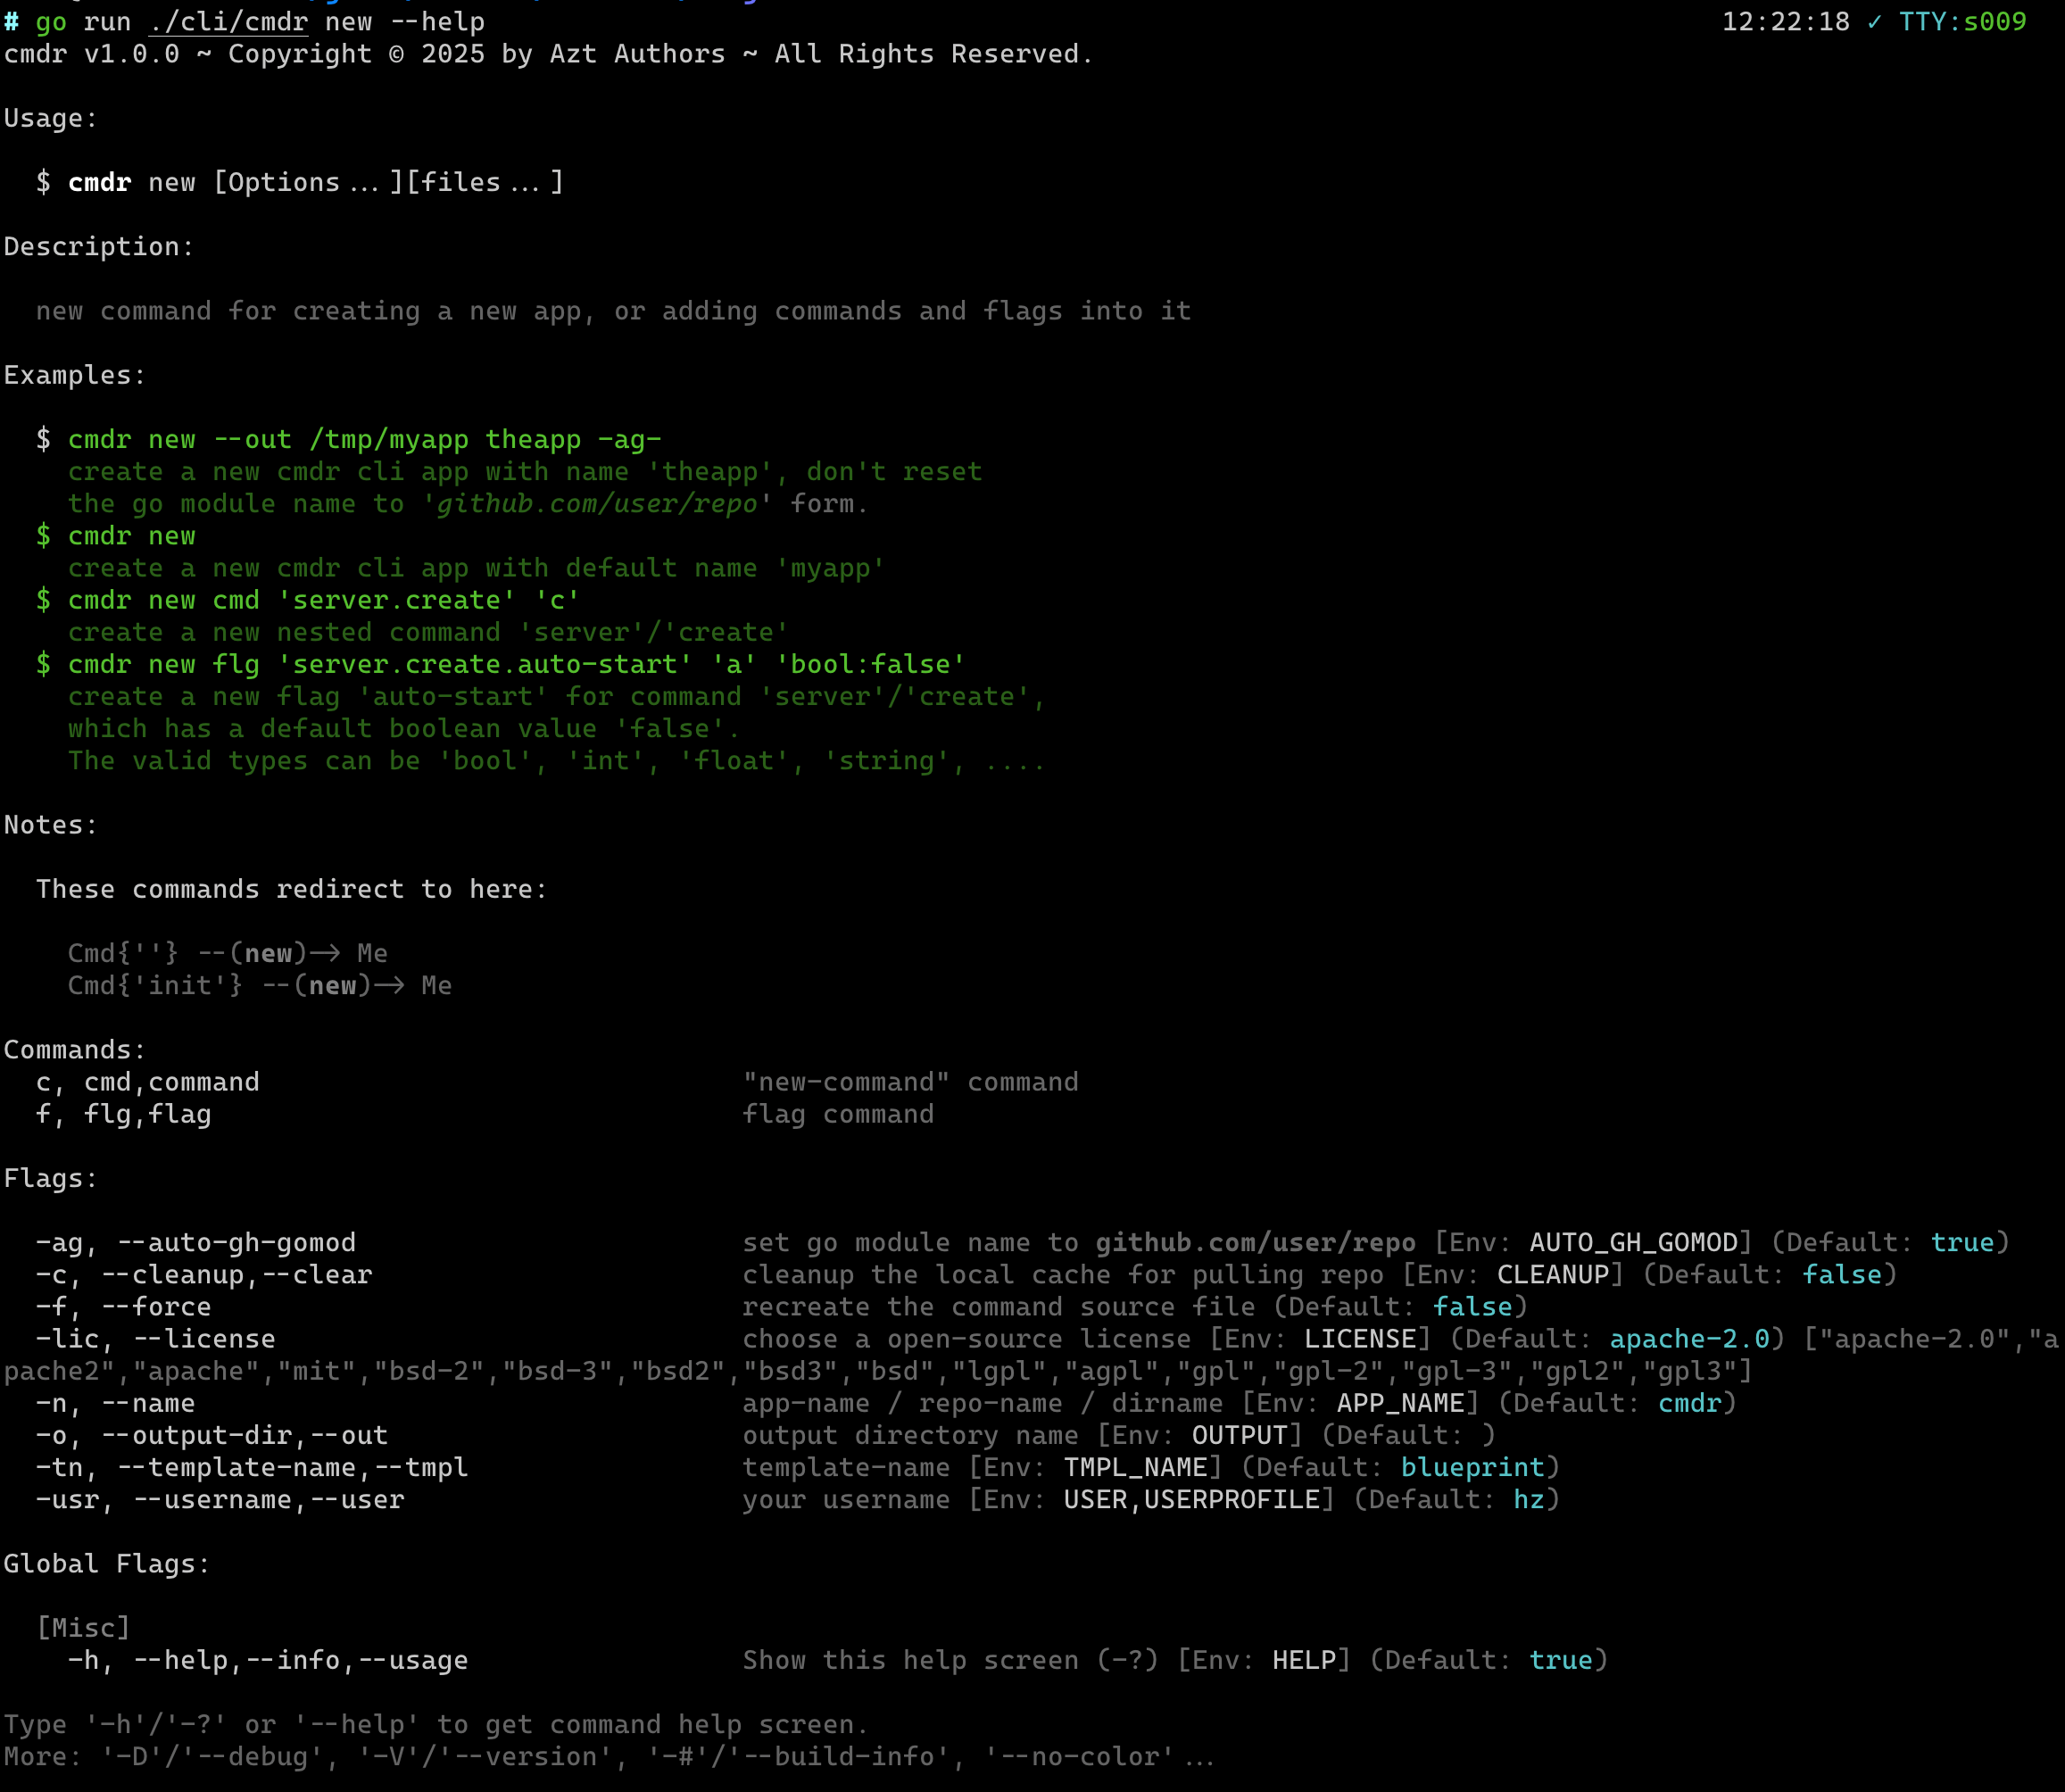 # go run ./cli/cmdr new --help 12:22:18 ✓ TTY:s009
cmdr v1.0.0 ~ Copyright © 2025 by Azt Authors ~ All Rights Reserved.
Usage:
$ cmdr new [Options...][files...]
Description:
new command for creating a new app, or adding commands and flags into it
Examples:
$ cmdr new --out /tmp/myapp theapp -ag-
create a new cmdr cli app with name 'theapp', don't reset
the go module name to 'github.com/user/repo' form.
$ cmdr new
create a new cmdr cli app with default name 'myapp'
$ cmdr new cmd 'server.create' 'c'
create a new nested command 'server'/'create'
$ cmdr new flg 'server.create.auto-start' 'a' 'bool:false'
create a new flag 'auto-start' for command 'server'/'create',
which has a default boolean value 'false'.
The valid types can be 'bool', 'int', 'float', 'string', ....
Notes:
These commands redirect to here:
Cmd{''} --(new)-> Me
Cmd{'init'} --(new)-> Me
Commands:
c, cmd,command "new-command" command
f, flg,flag flag command
Flags:
-ag, --auto-gh-gomod set go module name to github.com/user/repo [Env: AUTO_GH_GOMOD] (Default: true)
-c, --cleanup,--clear cleanup the local cache for pulling repo [Env: CLEANUP] (Default: false)
-f, --force recreate the command source file (Default: false)
-lic, --license choose a open-source license [Env: LICENSE] (Default: apache-2.0) ["apache-2.0","a
pache2","apache","mit","bsd-2","bsd-3","bsd2","bsd3","bsd","lgpl","agpl","gpl","gpl-2","gpl-3","gpl2","gpl3"]
-n, --name app-name / repo-name / dirname [Env: APP_NAME] (Default: cmdr)
-o, --output-dir,--out output directory name [Env: OUTPUT] (Default: )
-tn, --template-name,--tmpl template-name [Env: TMPL_NAME] (Default: blueprint)
-usr, --username,--user your username [Env: USER,USERPROFILE] (Default: hz)
Global Flags:
[Misc]
-h, --help,--info,--usage Show this help screen (-?) [Env: HELP] (Default: true)
Type '-h'/'-?' or '--help' to get command help screen.
More: '-D'/'--debug', '-V'/'--version', '-#'/'--build-info', '--no-color'...